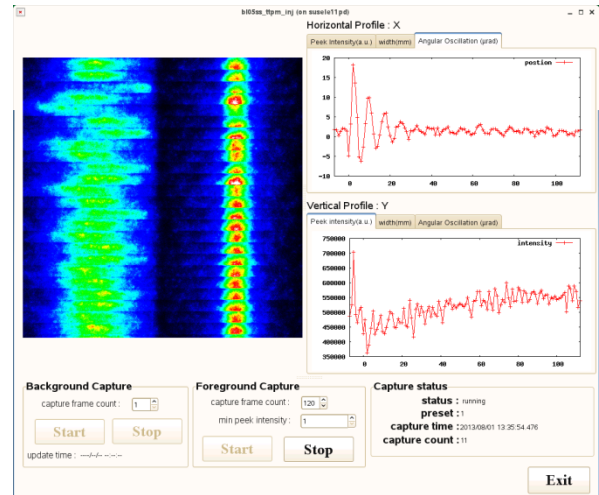 bl05ss_ttpm_inj (on susele11pd)
Horizontal Profile : X
Peek Intensity(a.u.) width(mm) Angular Oscillation (μrad)
postion
20
15
10
5
0
-5
-10
0 20 40 60 80 100
Vertical Profile : Y
Peek intensity(a.u.) width(mm) Angular Oscillation (μrad)
intencity
750000
700000
650000
600000
550000
500000
450000
400000
350000
0 20 40 60 80 100
Background Capture
capture frame count : 1
Start Stop
update time : ----/--/-- --:--:--
Foreground Capture
capture frame count : 120
min peek intensity : 1
Start Stop
Capture status
status : running
preset : 1
capture time : 2013/08/01 13:35:54.476
capture count : 11
Exit